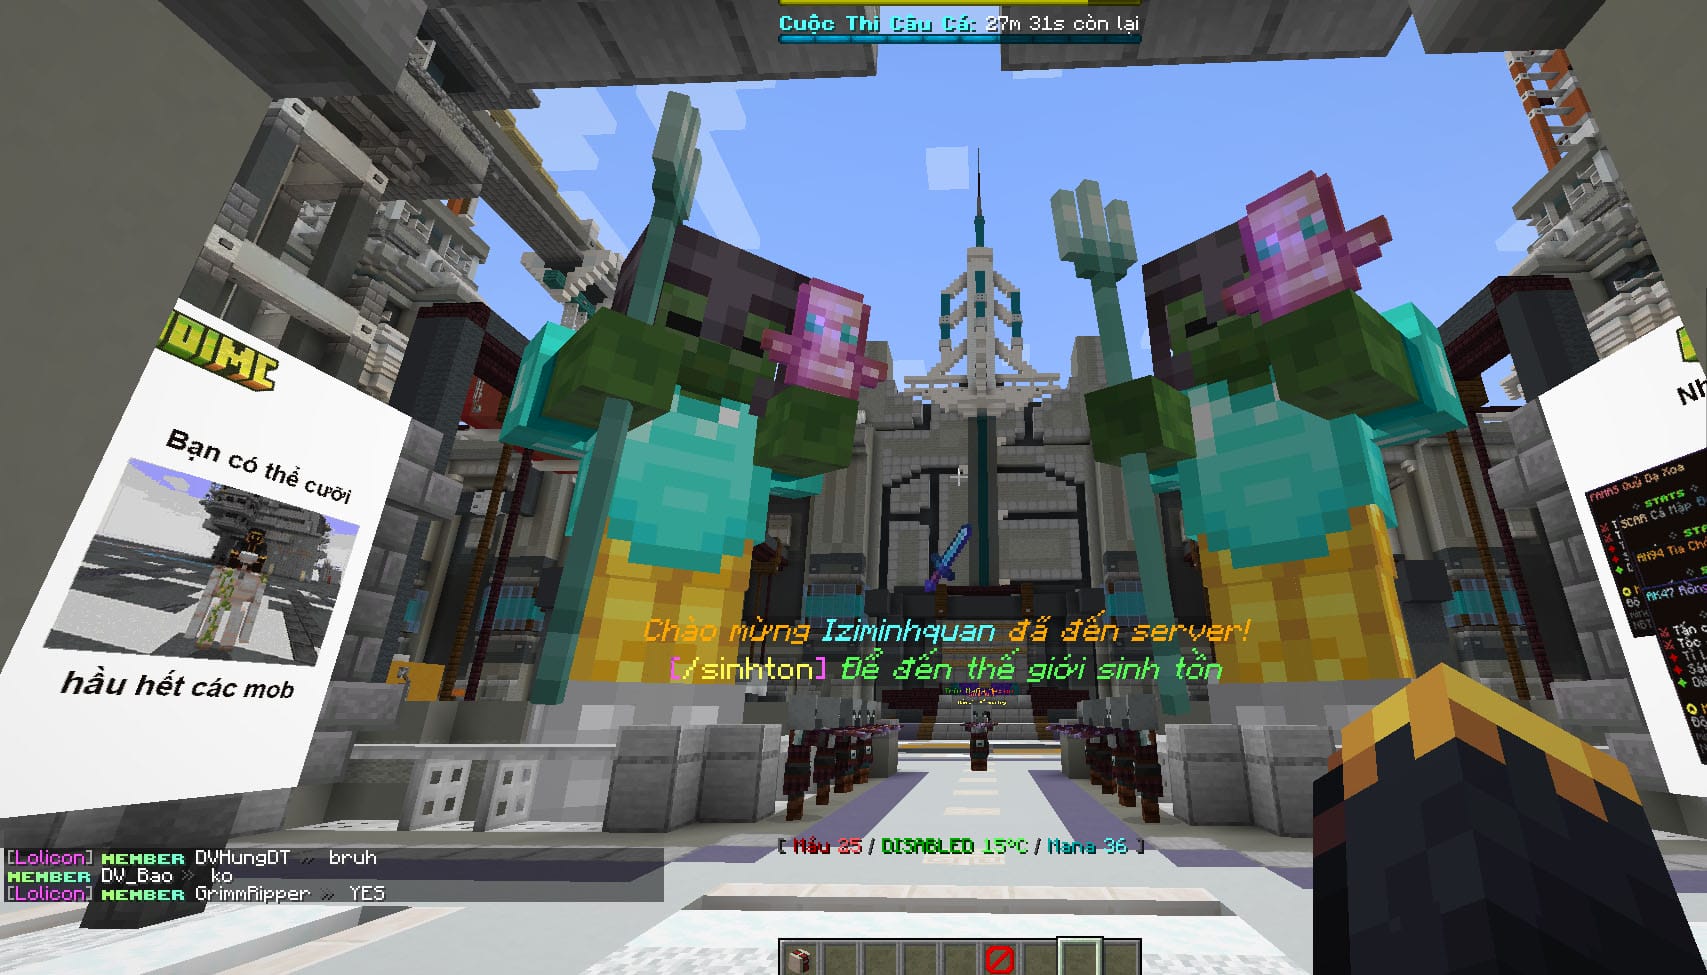 Cuộc Thi Câu Cá: 27m 31s còn lại
DIMC
Bạn có thể cưỡi
hầu hết các mob
Chào mừng Iziminhquan đã đến server!
[/sinhton] Để đến thế giới sinh tồn
STATS
[ Máu 25 / DISABLED 15°C / Mana 36 ]
[Lolicon] MEMBER DVHungDT » bruh
MEMBER DV_Bao » ko
[Lolicon] MEMBER GrimmRipper » YES